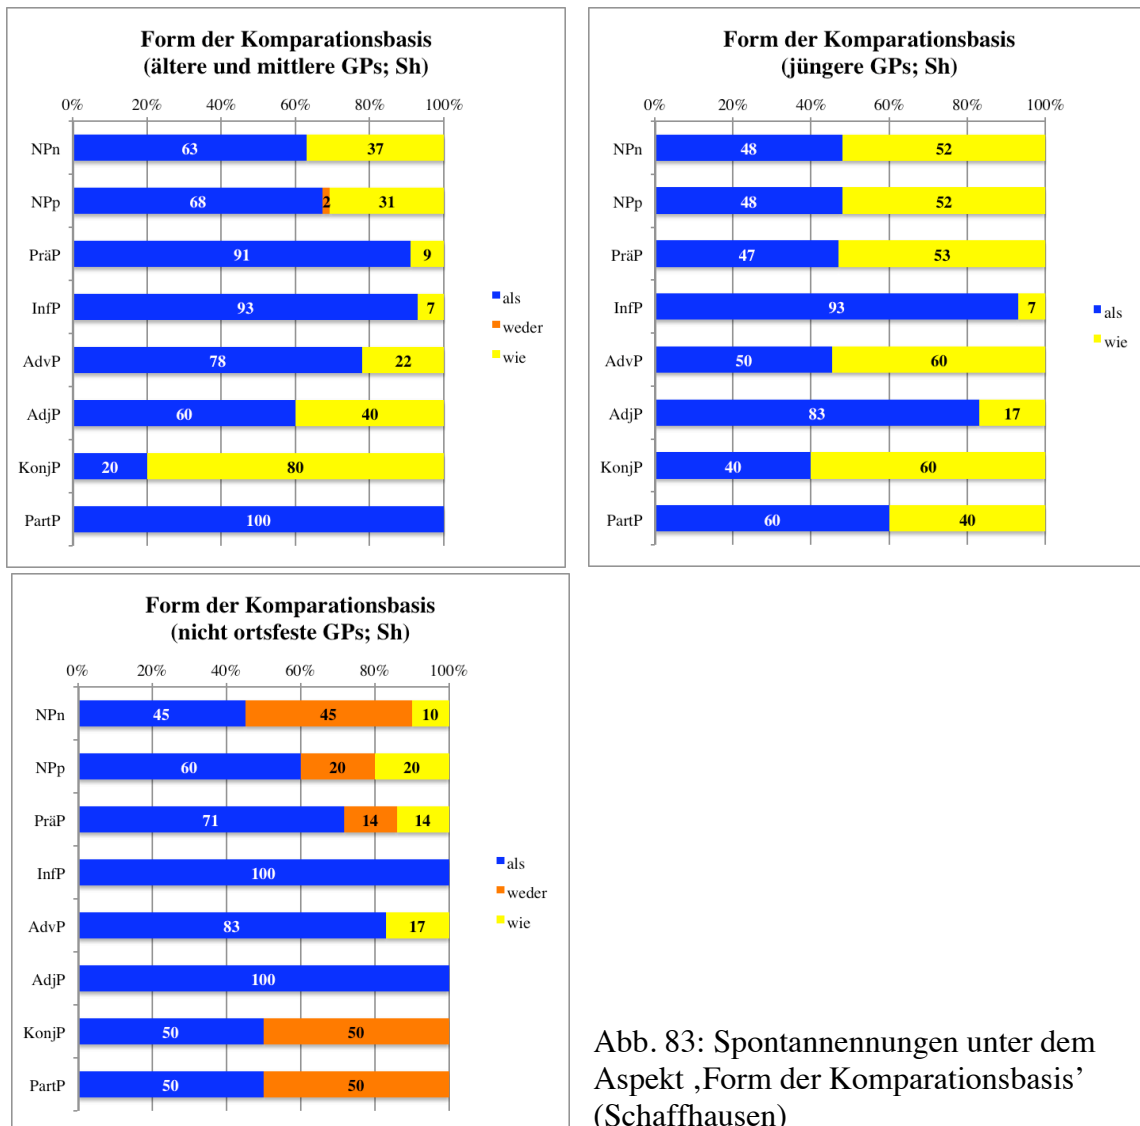 Form der Komparationsbasis
(ältere und mittlere GPs; Sh)
0% 20% 40% 60% 80% 100%
NPn 63 37
NPp 68 2 31
PräP 91 9
InfP 93 7
AdvP 78 22
AdjP 60 40
KonjP 20 80
PartP 100
als
weder
wie
Form der Komparationsbasis
(jüngere GPs; Sh)
0% 20% 40% 60% 80% 100%
NPn 48 52
NPp 48 52
PräP 47 53
InfP 93 7
AdvP 50 60
AdjP 83 17
KonjP 40 60
PartP 60 40
als
wie
Form der Komparationsbasis
(nicht ortsfeste GPs; Sh)
0% 20% 40% 60% 80% 100%
NPn 45 45 10
NPp 60 20 20
PräP 71 14 14
InfP 100
AdvP 83 17
AdjP 100
KonjP 50 50
PartP 50 50
als
weder
wie
Abb. 83: Spontannennungen unter dem
Aspekt ‚Form der Komparationsbasis’
(Schaffhausen)